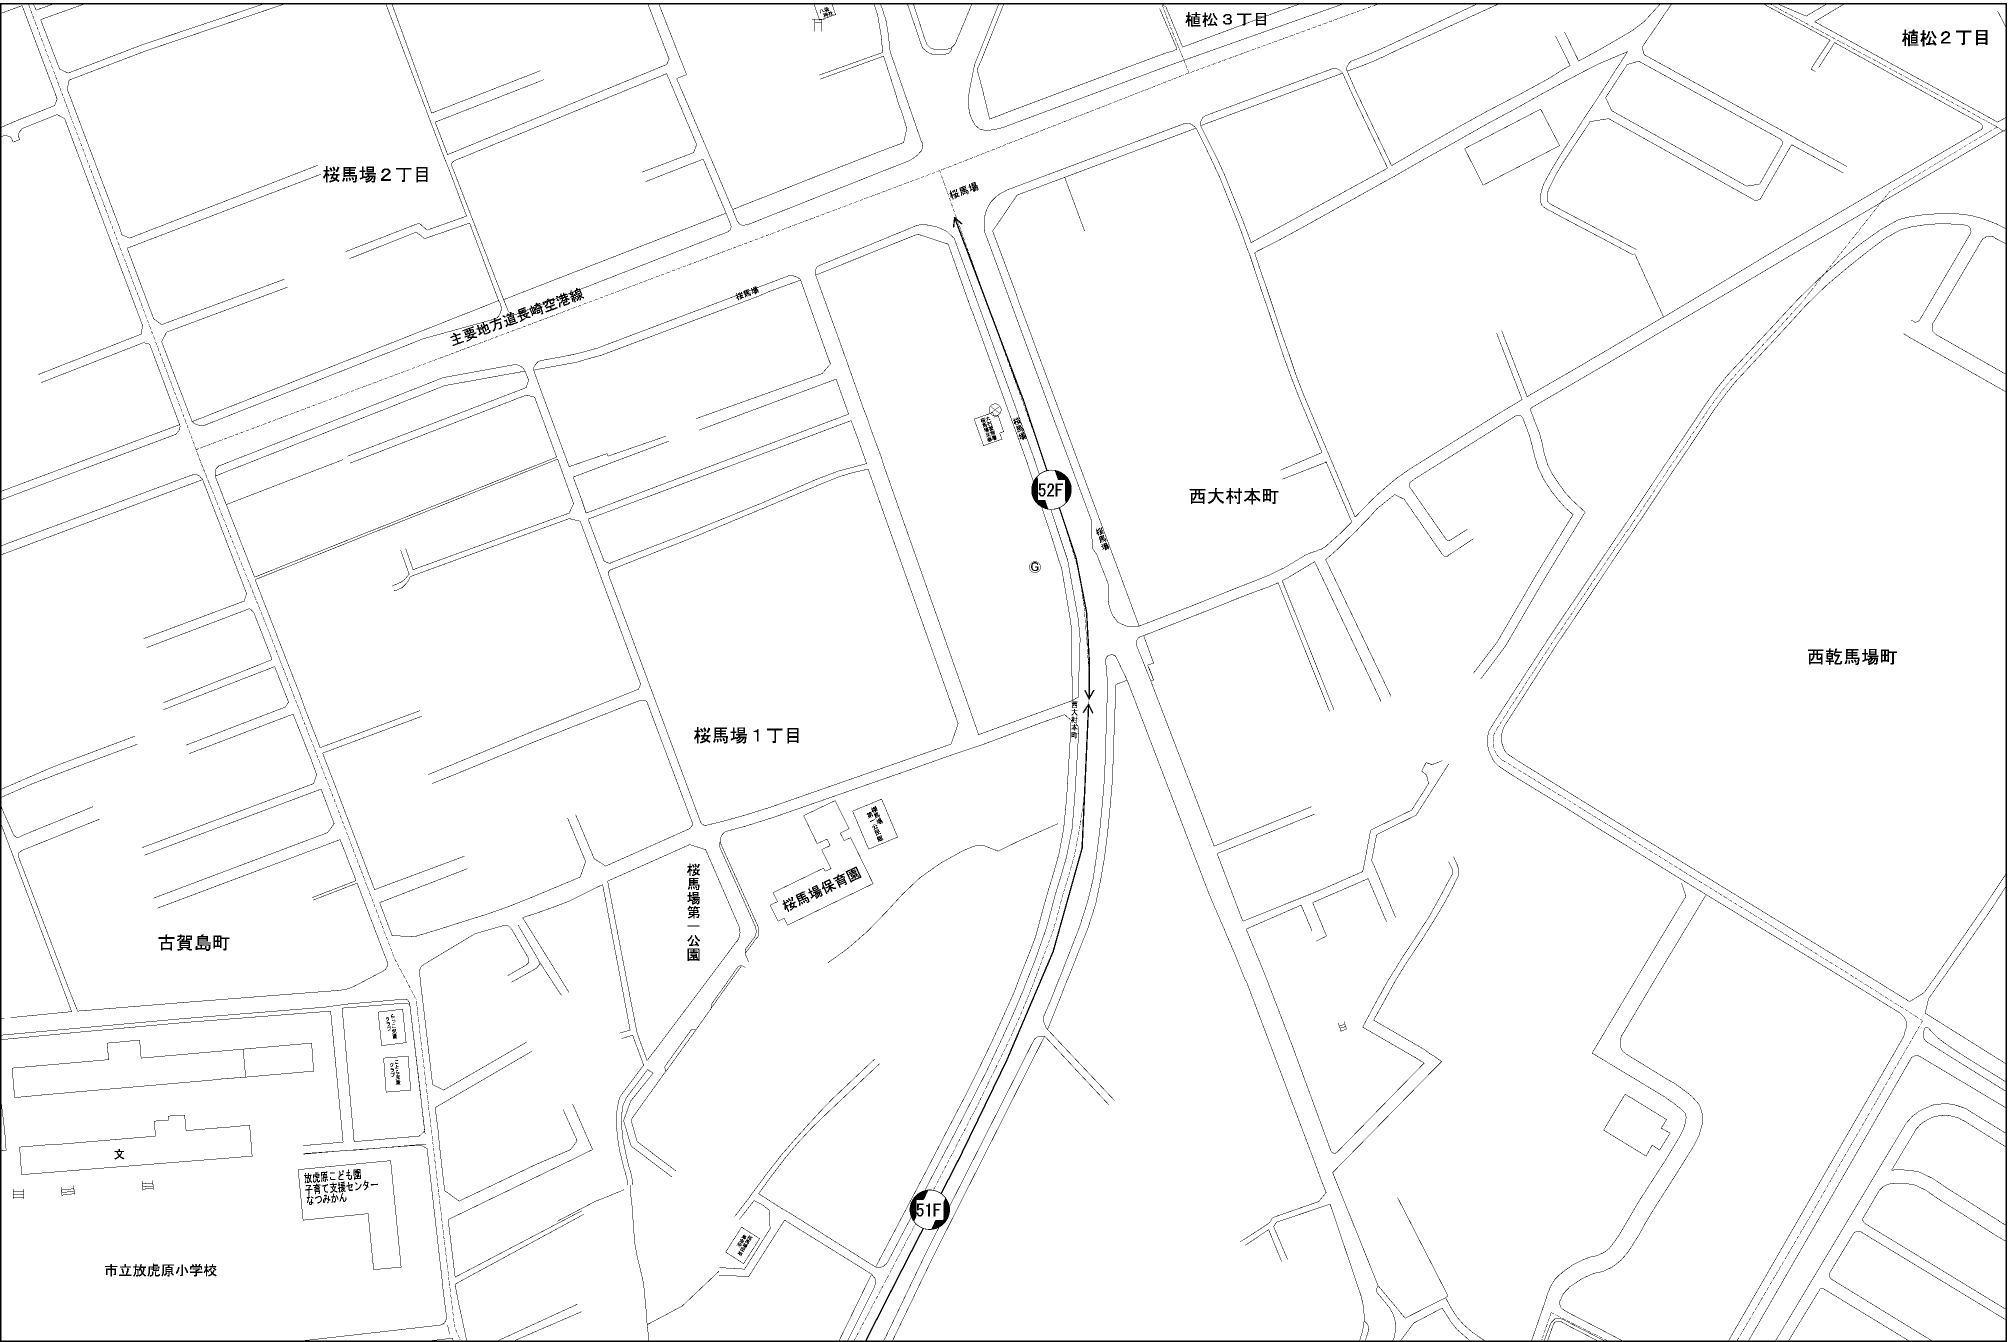 植松３丁目
植松２丁目
桜馬場２丁目
桜馬場
桜馬場
主要地方道長崎空港線
桜馬場
52F
西大村本町
桜馬場
G
西乾馬場町
西大村本町
桜馬場１丁目
桜馬場保育園
桜馬場第一公園
古賀島町
文
放虎原こども園
子育て支援センター
なつみかん
51F
市立放虎原小学校